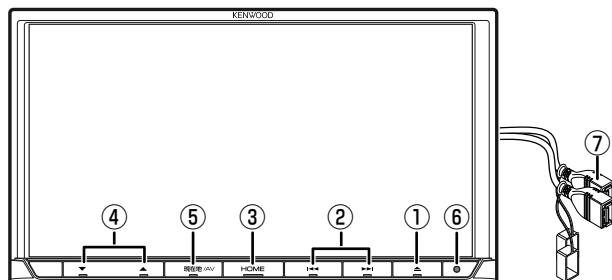 KENWOOD
⑦
④ ⑤ ③ ② ① ⑥
▼ ▲ 現在地/AV HOME |◀◀ ▶▶| ⏏